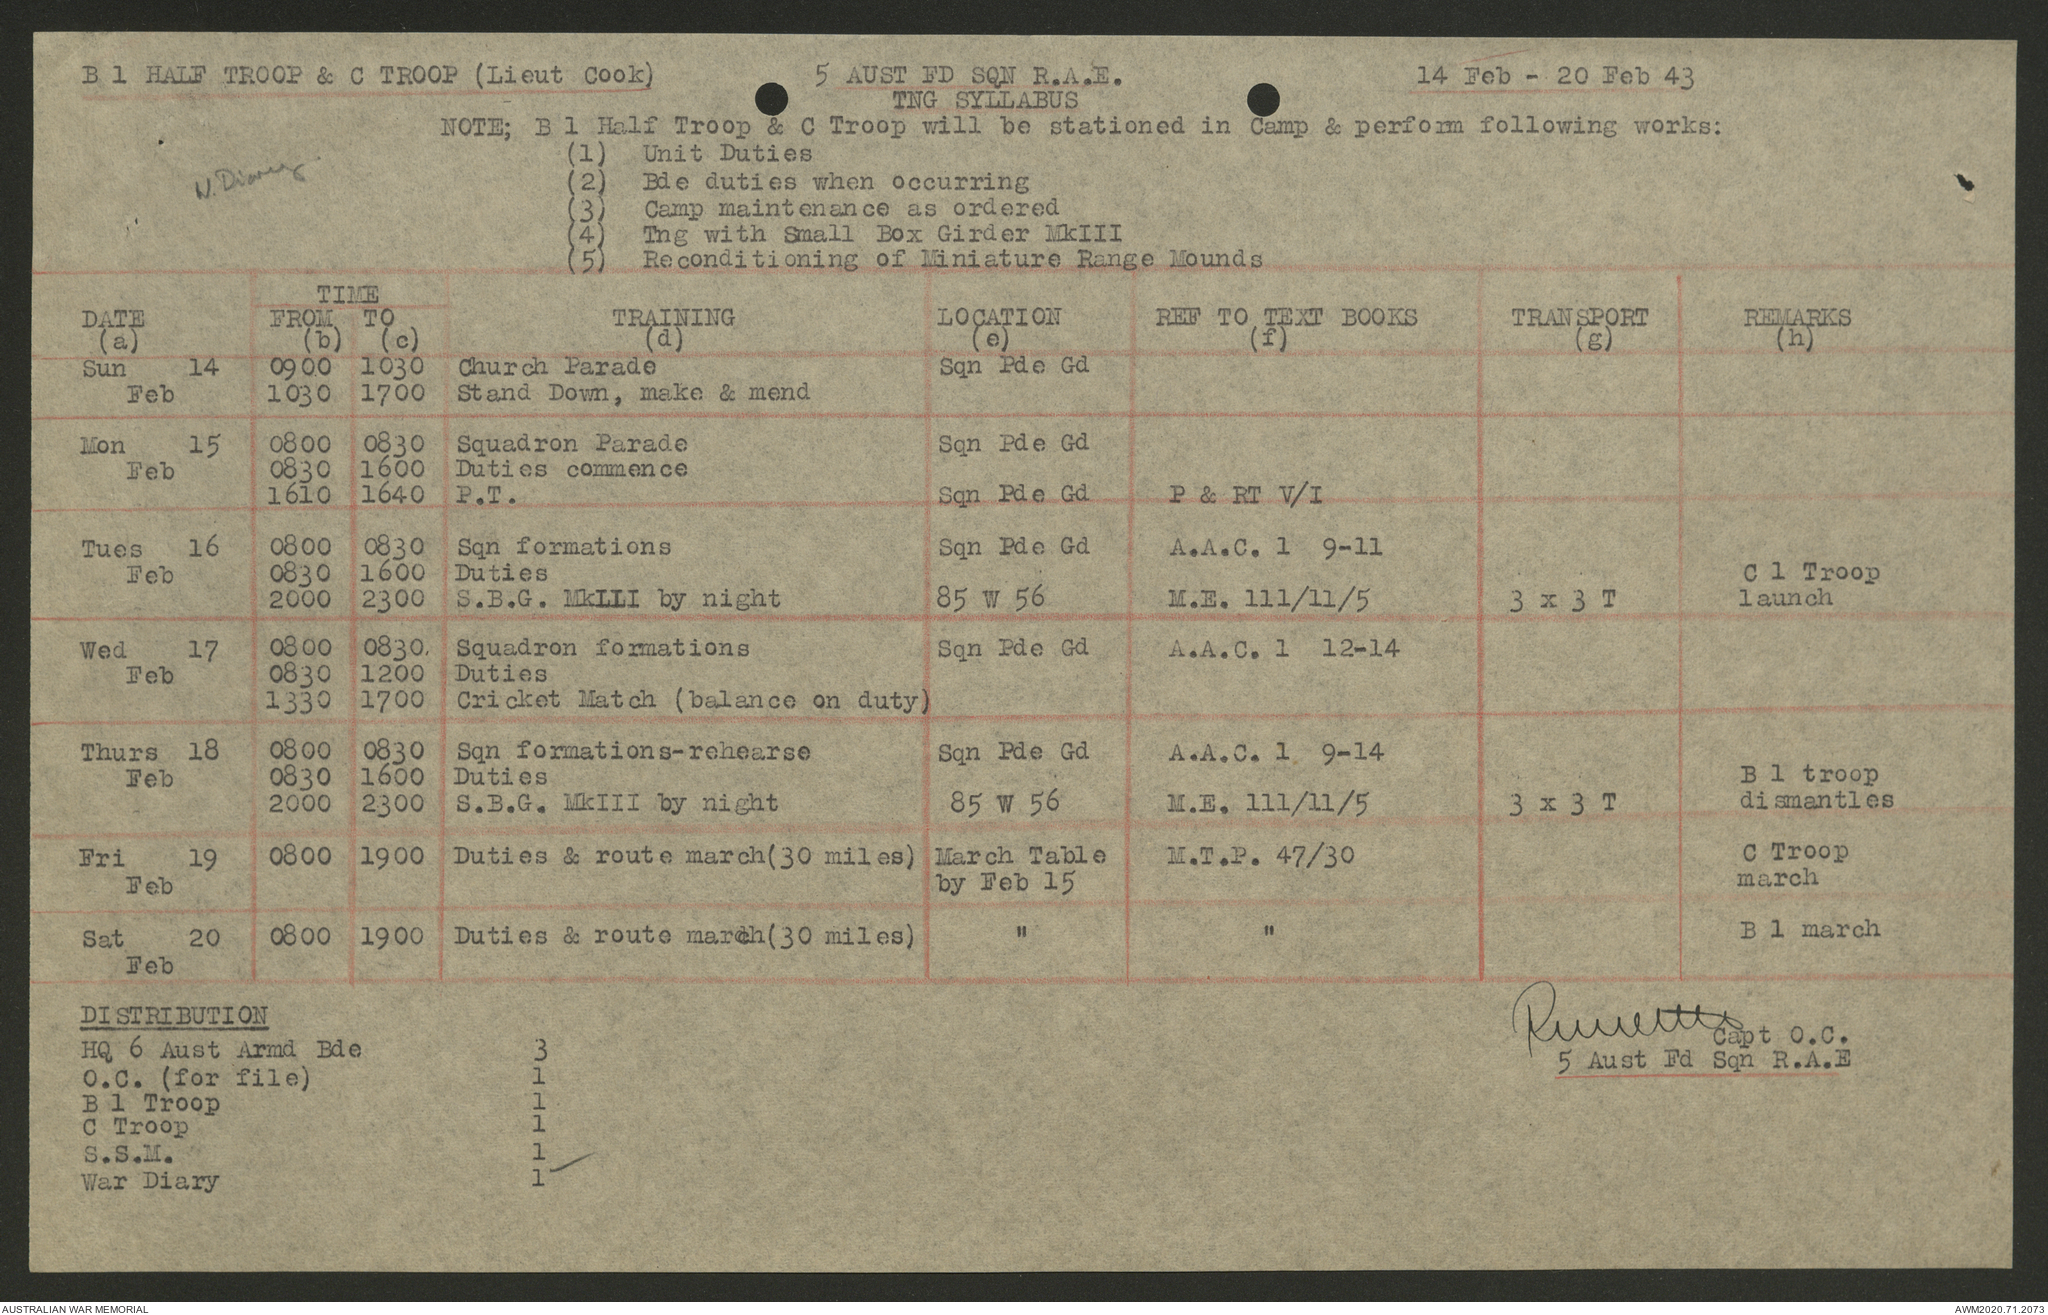 B 1 HALF TROOP & C TROOP (Lieut Cook) 5 AUST FD SQN R.A.E. 14 Feb - 20 Feb 43
TNG SYLLABUS
NOTE; B 1 Half Troop & C Troop will be stationed in Camp & perform following works:
(1) Unit Duties
W. Diary
(2) Bde duties when occurring
(3) Camp maintenance as ordered
(4) Tng with Small Box Girder MkIII
(5) Reconditioning of Miniature Range Mounds
TIME
DATE FROM TO TRAINING LOCATION REF TO TEXT BOOKS TRANSPORT REMARKS
(a) (b) (c) (d) (e) (f) (g) (h)
Sun 14 0900 1030 Church Parade Sqn Pde Gd
Feb 1030 1700 Stand Down, make & mend
Mon 15 0800 0830 Squadron Parade Sqn Pde Gd
Feb 0830 1600 Duties commence
1610 1640 P.T. Sqn Pde Gd P & RT V/I
Tues 16 0800 0830 Sqn formations Sqn Pde Gd A.A.C. 1 9-11
Feb 0830 1600 Duties C 1 Troop
2000 2300 S.B.G. MkIII by night 85 W 56 M.E. 111/11/5 3 x 3 T launch
Wed 17 0800 0830. Squadron formations Sqn Pde Gd A.A.C. 1 12-14
Feb 0830 1200 Duties
1330 1700 Cricket Match (balance on duty)
Thurs 18 0800 0830 Sqn formations-rehearse Sqn Pde Gd A.A.C. 1 9-14
Feb 0830 1600 Duties B 1 troop
2000 2300 S.B.G. MkIII by night 85 W 56 M.E. 111/11/5 3 x 3 T dismantles
Fri 19 0800 1900 Duties & route march(30 miles) March Table M.T.P. 47/30 C Troop
Feb by Feb 15 march
Sat 20 0800 1900 Duties & route march(30 miles) " " B 1 march
Feb
DISTRIBUTION
Capt O.C.
HQ 6 Aust Armd Bde 3
5 Aust Fd Sqn R.A.E
O.C. (for file) 1
B 1 Troop 1
C Troop 1
S.S.M. 1
War Diary 1
AUSTRALIAN WAR MEMORIAL AWM2020.71.2073